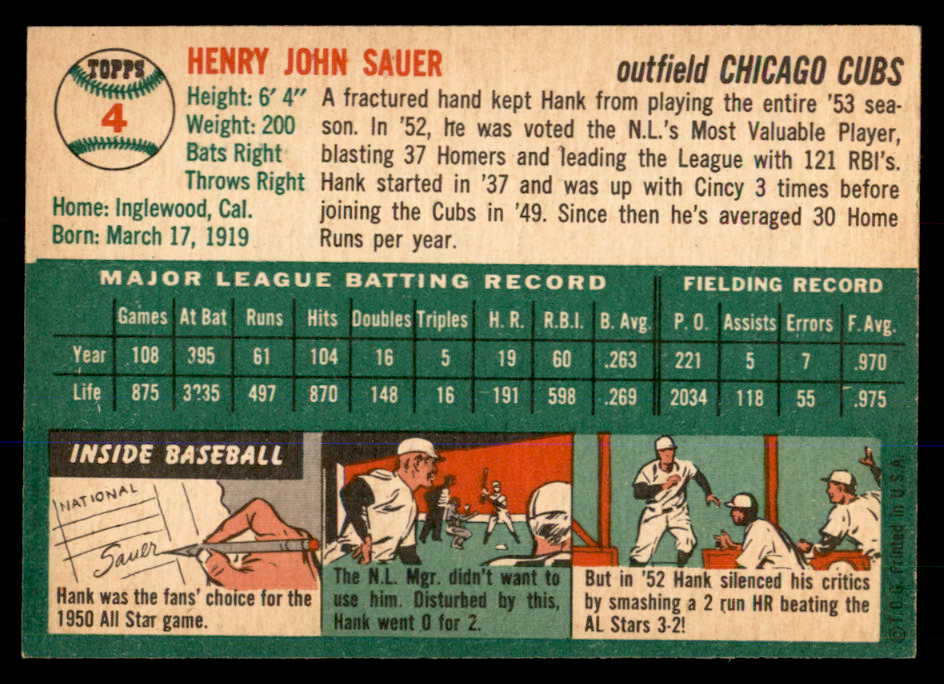 TOPPS
4
HENRY JOHN SAUER
outfield CHICAGO CUBS
Height: 6' 4"
Weight: 200
Bats Right
Throws Right
Home: Inglewood, Cal.
Born: March 17, 1919
A fractured hand kept Hank from playing the entire '53 sea-
son. In '52, he was voted the N.L.'s Most Valuable Player,
blasting 37 Homers and leading the League with 121 RBI's.
Hank started in '37 and was up with Cincy 3 times before
joining the Cubs in '49. Since then he's averaged 30 Home
Runs per year.
MAJOR LEAGUE BATTING RECORD FIELDING RECORD
Games At Bat Runs Hits Doubles Triples H. R. R.B.I. B. Avg. P. O. Assists Errors F. Avg.
Year 108 395 61 104 16 5 19 60 .263 221 5 7 .970
Life 875 3235 497 870 148 16 191 598 .269 2034 118 55 .975
INSIDE BASEBALL
NATIONAL
Sauer
Hank was the fans' choice for the
1950 All Star game.
The N.L. Mgr. didn't want to
use him. Disturbed by this,
Hank went 0 for 2.
But in '52 Hank silenced his critics
by smashing a 2 run HR beating the
AL Stars 3-2!
© T.C.G. Printed in U.S.A.